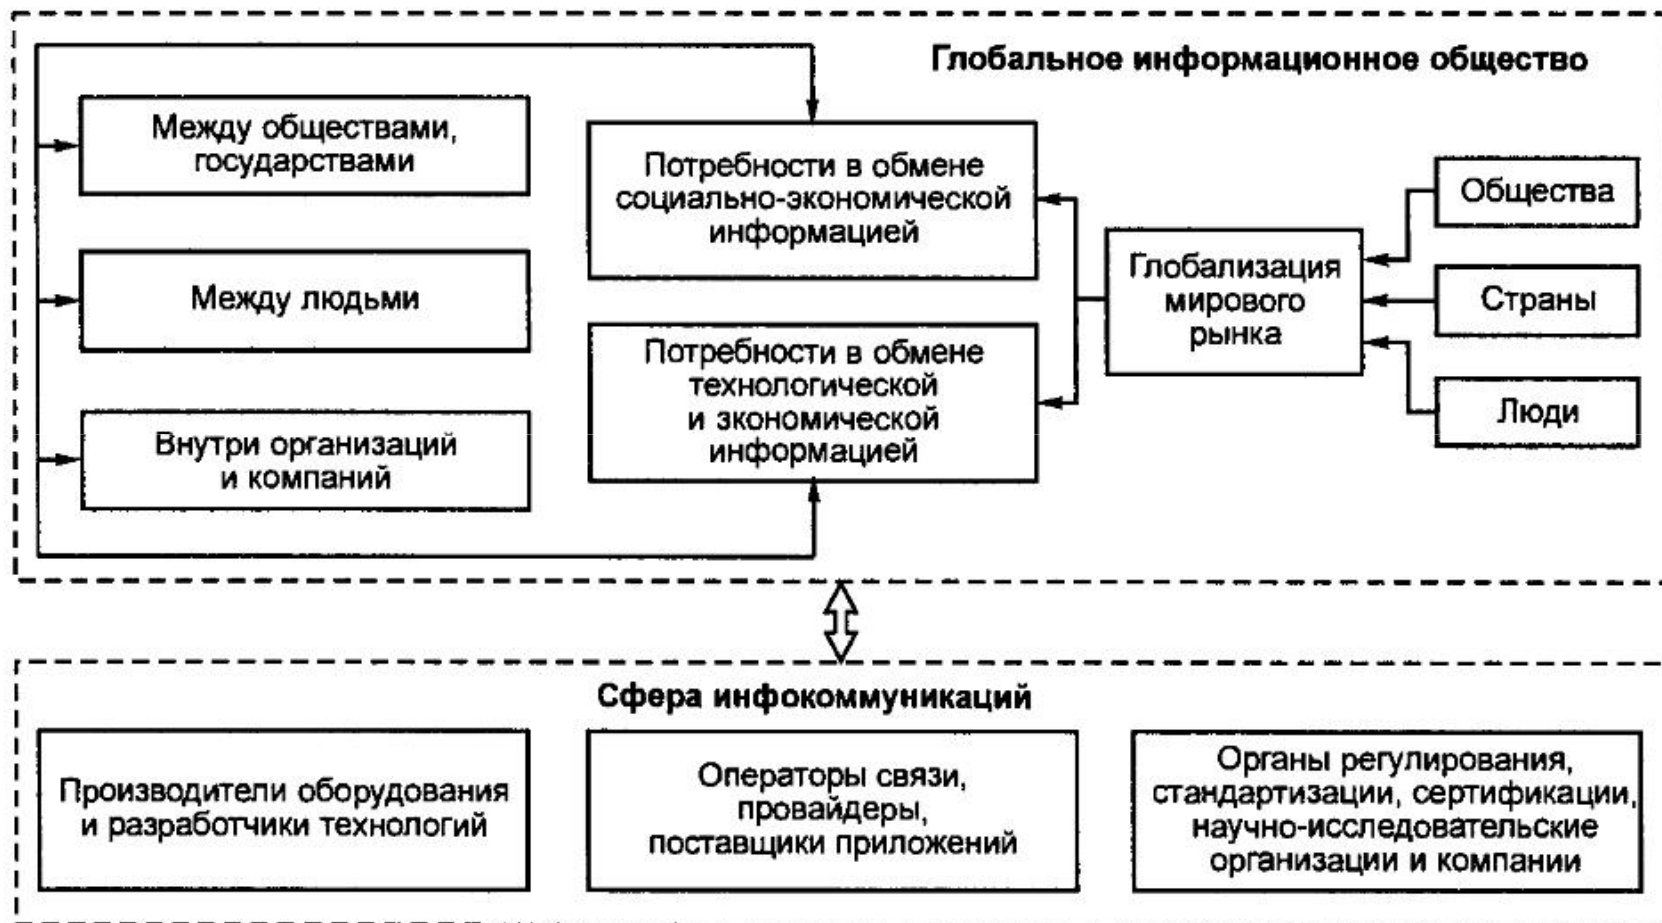 Глобальное информационное общество
Между обществами,
государствами
Между людьми
Внутри организаций
и компаний
Потребности в обмене
социально-экономической
информацией
Потребности в обмене
технологической
и экономической
информацией
Глобализация
мирового
рынка
Общества
Страны
Люди
Сфера инфокоммуникаций
Производители оборудования
и разработчики технологий
Операторы связи,
провайдеры,
поставщики приложений
Органы регулирования,
стандартизации, сертификации,
научно-исследовательские
организации и компании